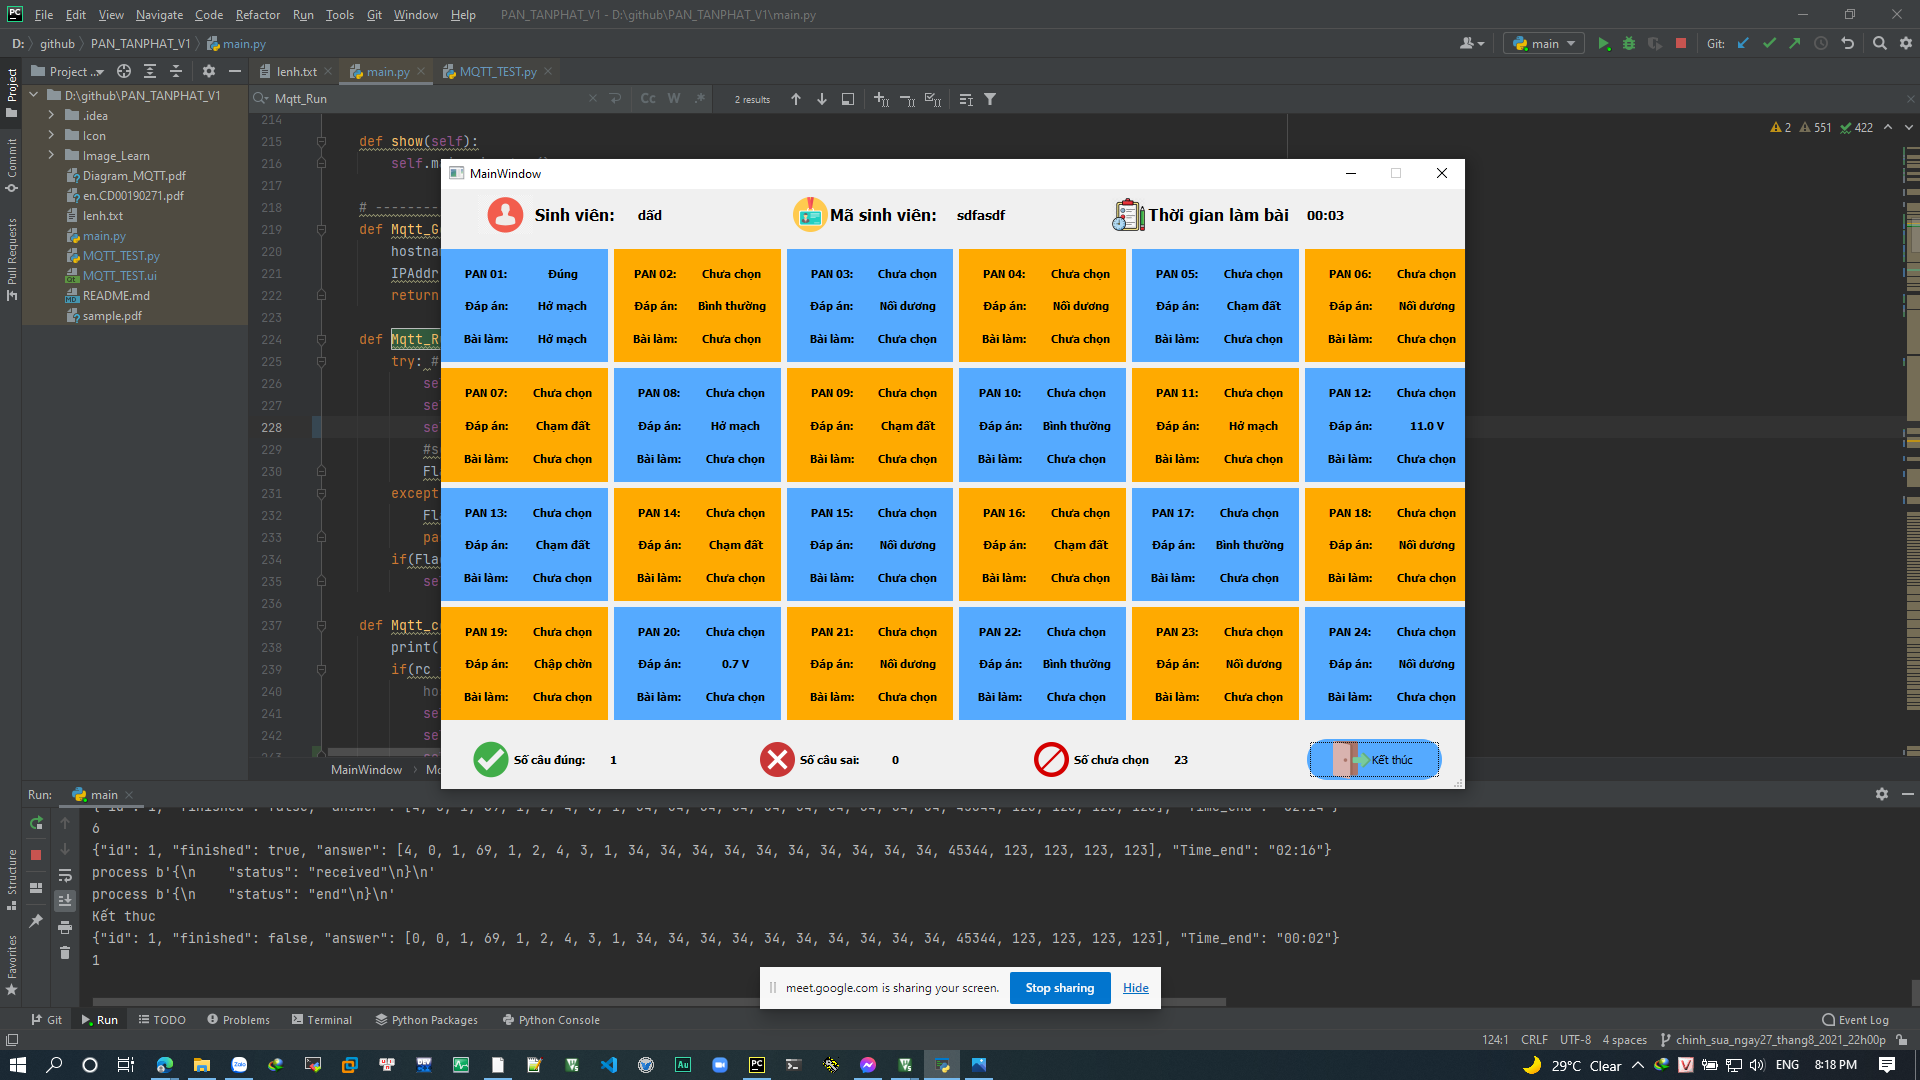 File Edit View Navigate Code Refactor Run Tools Git Window Help PAN_TANPHAT_V1 - D:\github\PAN_TANPHAT_V1\main.py
D: github PAN_TANPHAT_V1 main.py main Git:
Project lenh.txt main.py MQTT_TEST.py
Mqtt_Run Cc W .* 2 results
D:\github\PAN_TANPHAT_V1
.idea
Icon
Image_Learn
Diagram_MQTT.pdf
en.CD00190271.pdf
lenh.txt
main.py
MQTT_TEST.py
MQTT_TEST.ui
README.md
sample.pdf
Project
Commit
Pull Requests
Structure
Favorites
2 551 422
214
215 def show(self):
216 self.m
217
218 # --------
219 def Mqtt_G
220 hostna
221 IPAddr
222 return
223
224 def Mqtt_R
225 try: #
226 se
227 se
228 se
229 #s
230 Fl
231 except
232 Fl
233 pa
234 if(Fla
235 se
236
237 def Mqtt_c
238 print(
239 if(rc
240 ho
241 se
242 se
MainWindow
MainWindow
Sinh viên: dấd Mã sinh viên: sdfasdf Thời gian làm bài 00:03
PAN 01: Đúng PAN 02: Chưa chọn PAN 03: Chưa chọn PAN 04: Chưa chọn PAN 05: Chưa chọn PAN 06: Chưa chọn
Đáp án: Hở mạch Đáp án: Bình thường Đáp án: Nối dương Đáp án: Nối dương Đáp án: Chạm đất Đáp án: Nối dương
Bài làm: Hở mạch Bài làm: Chưa chọn Bài làm: Chưa chọn Bài làm: Chưa chọn Bài làm: Chưa chọn Bài làm: Chưa chọn
PAN 07: Chưa chọn PAN 08: Chưa chọn PAN 09: Chưa chọn PAN 10: Chưa chọn PAN 11: Chưa chọn PAN 12: Chưa chọn
Đáp án: Chạm đất Đáp án: Hở mạch Đáp án: Chạm đất Đáp án: Bình thường Đáp án: Hở mạch Đáp án: 11.0 V
Bài làm: Chưa chọn Bài làm: Chưa chọn Bài làm: Chưa chọn Bài làm: Chưa chọn Bài làm: Chưa chọn Bài làm: Chưa chọn
PAN 13: Chưa chọn PAN 14: Chưa chọn PAN 15: Chưa chọn PAN 16: Chưa chọn PAN 17: Chưa chọn PAN 18: Chưa chọn
Đáp án: Chạm đất Đáp án: Chạm đất Đáp án: Nối dương Đáp án: Chạm đất Đáp án: Bình thường Đáp án: Nối dương
Bài làm: Chưa chọn Bài làm: Chưa chọn Bài làm: Chưa chọn Bài làm: Chưa chọn Bài làm: Chưa chọn Bài làm: Chưa chọn
PAN 19: Chưa chọn PAN 20: Chưa chọn PAN 21: Chưa chọn PAN 22: Chưa chọn PAN 23: Chưa chọn PAN 24: Chưa chọn
Đáp án: Chập chờn Đáp án: 0.7 V Đáp án: Nối dương Đáp án: Bình thường Đáp án: Nối dương Đáp án: Nối dương
Bài làm: Chưa chọn Bài làm: Chưa chọn Bài làm: Chưa chọn Bài làm: Chưa chọn Bài làm: Chưa chọn Bài làm: Chưa chọn
Số câu đúng: 1 Số câu sai: 0 Số chưa chọn 23 Kết thúc
Run: main
6
{"id": 1, "finished": true, "answer": [4, 0, 1, 69, 1, 2, 4, 3, 1, 34, 34, 34, 34, 34, 34, 34, 34, 34, 34, 45344, 123, 123, 123, 123], "Time_end": "02:16"}
process b'{\n    "status": "received"\n}\n'
process b'{\n    "status": "end"\n}\n'
Kết thuc
{"id": 1, "finished": false, "answer": [0, 0, 1, 69, 1, 2, 4, 3, 1, 34, 34, 34, 34, 34, 34, 34, 34, 34, 34, 45344, 123, 123, 123, 123], "Time_end": "00:02"}
1
meet.google.com is sharing your screen. Stop sharing Hide
Git Run TODO Problems Terminal Python Packages Python Console Event Log
124:1 CRLF UTF-8 4 spaces chinh_sua_ngay27_thang8_2021_22h00p
29°C Clear ENG 8:18 PM